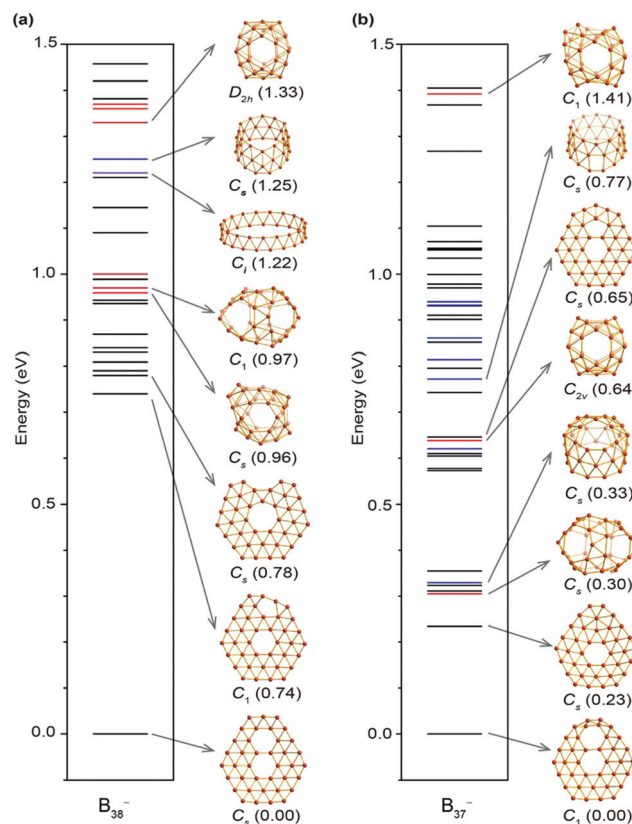 (a)
1.5
1.0
0.5
0.0
Energy (eV)
B38⁻
D2h (1.33)
Cs (1.25)
Ci (1.22)
C1 (0.97)
Cs (0.96)
Cs (0.78)
C1 (0.74)
Cs (0.00)
(b)
1.5
1.0
0.5
0.0
Energy (eV)
B37⁻
C1 (1.41)
Cs (0.77)
Cs (0.65)
C2v (0.64
Cs (0.33)
Cs (0.30)
Cs (0.23)
C1 (0.00)